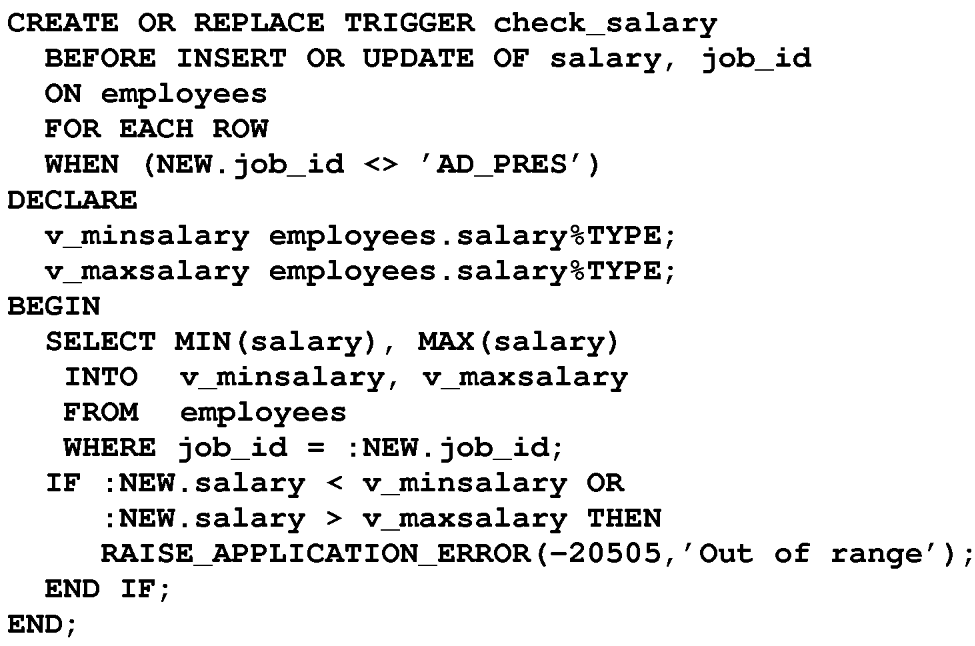 CREATE OR REPLACE TRIGGER check_salary
BEFORE INSERT OR UPDATE OF salary, job_id
ON employees
FOR EACH ROW
WHEN (NEW.job_id <> 'AD_PRES')
DECLARE
v_minsalary employees.salary%TYPE;
v_maxsalary employees.salary%TYPE;
BEGIN
SELECT MIN(salary), MAX(salary)
INTO v_minsalary, v_maxsalary
FROM employees
WHERE job_id = :NEW.job_id;
IF :NEW.salary < v_minsalary OR
:NEW.salary > v_maxsalary THEN
RAISE_APPLICATION_ERROR(-20505,'Out of range');
END IF;
END;